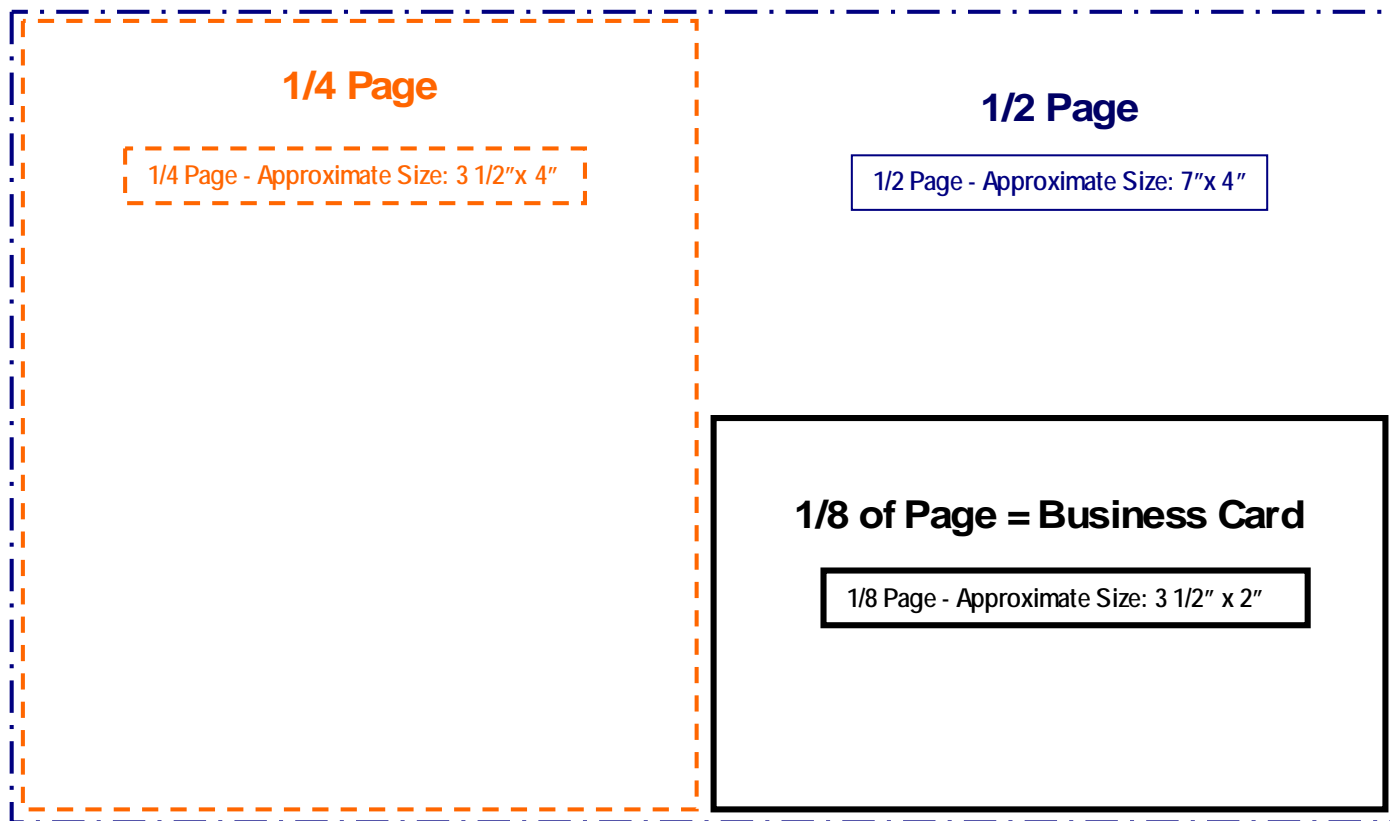 1/4 Page
1/4 Page - Approximate Size: 3 1/2"x 4"
1/2 Page
1/2 Page - Approximate Size: 7"x 4"
1/8 of Page = Business Card
1/8 Page - Approximate Size: 3 1/2" x 2"